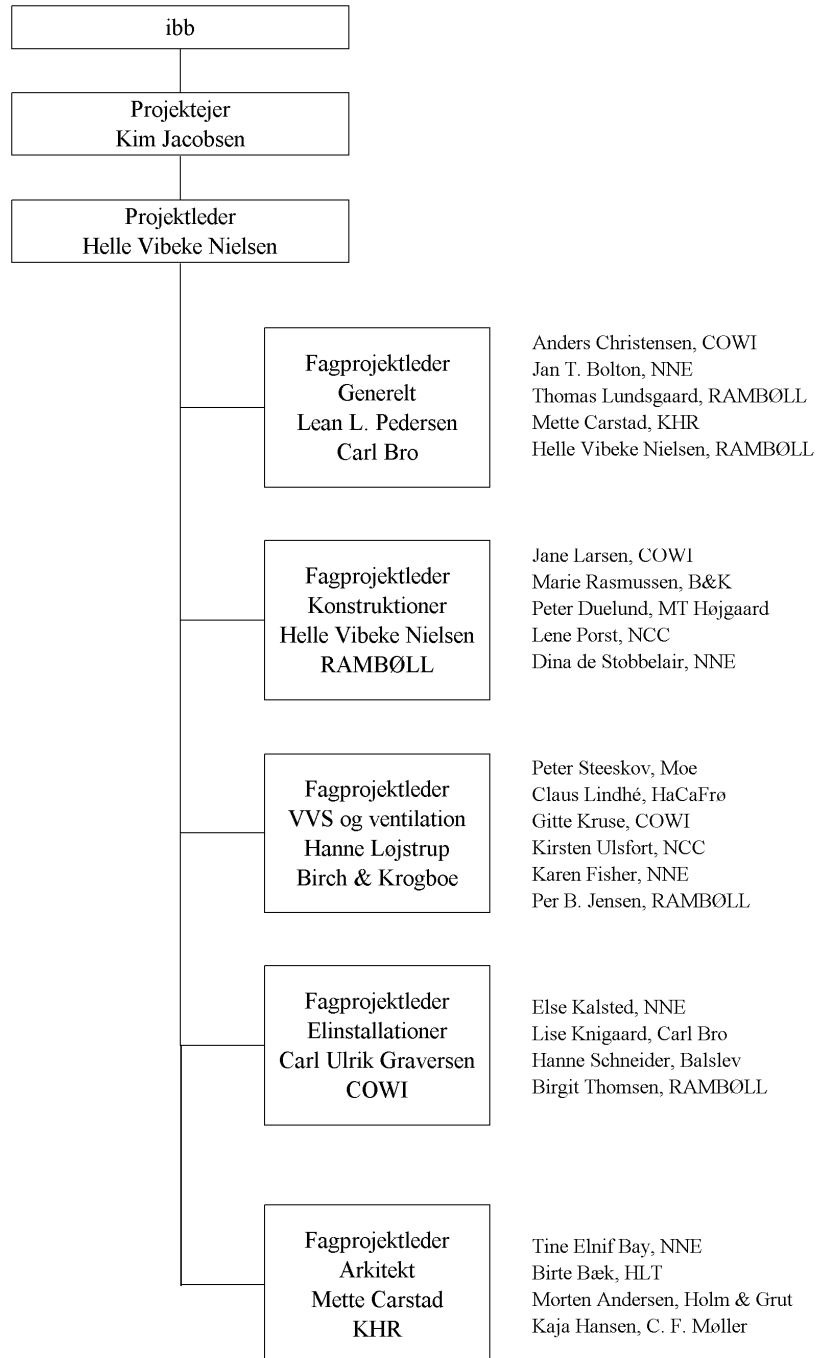 ibb
Projektejer
Kim Jacobsen
Projektleder
Helle Vibeke Nielsen
Fagprojektleder
Generelt
Lean L. Pedersen
Carl Bro
Anders Christensen, COWI
Jan T. Bolton, NNE
Thomas Lundsgaard, RAMBØLL
Mette Carstad, KHR
Helle Vibeke Nielsen, RAMBØLL
Fagprojektleder
Konstruktioner
Helle Vibeke Nielsen
RAMBØLL
Jane Larsen, COWI
Marie Rasmussen, B&K
Peter Duelund, MT Højgaard
Lene Porst, NCC
Dina de Stobbelair, NNE
Fagprojektleder
VVS og ventilation
Hanne Løjstrup
Birch & Krogboe
Peter Steeskov, Moe
Claus Lindhé, HaCaFrø
Gitte Kruse, COWI
Kirsten Ulsfort, NCC
Karen Fisher, NNE
Per B. Jensen, RAMBØLL
Fagprojektleder
Elinstallationer
Carl Ulrik Graversen
COWI
Else Kalsted, NNE
Lise Knigaard, Carl Bro
Hanne Schneider, Balslev
Birgit Thomsen, RAMBØLL
Fagprojektleder
Arkitekt
Mette Carstad
KHR
Tine Elnif Bay, NNE
Birte Bæk, HLT
Morten Andersen, Holm & Grut
Kaja Hansen, C. F. Møller